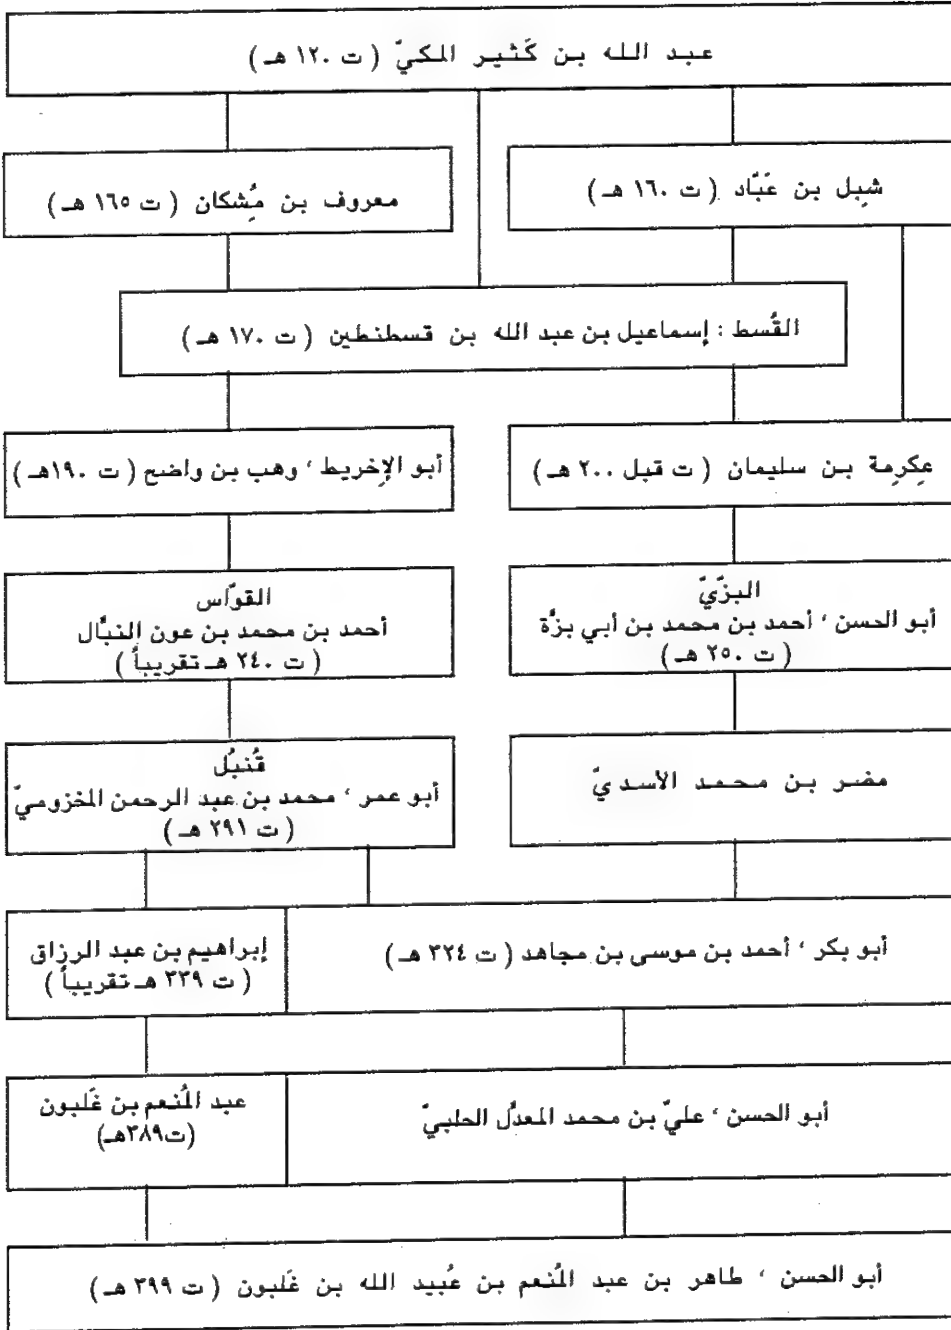 عبد الله بن كَثير المكيّ ( ت ١٢٠ هـ )
شِبل بن عَبّاد ( ت ١٦٠ هـ )
معروف بن مُِشكان ( ت ١٦٥ هـ )
القُسط : إسماعيل بن عبد الله بن قسطنطين ( ت ١٧٠ هـ )
عِكرِمة بن سليمان ( ت قبل ٢٠٠ هـ )
أبو الإخريط ، وهب بن واضح ( ت ١٩٠هـ )
البزّيّ
أبو الحسن ، أحمد بن محمد بن أبي بزَّة
( ت ٢٥٠ هـ )
القوّاس
أحمد بن محمد بن عون النبَّال
( ت ٢٤٠ هـ تقريباً )
مضر بن محمد الأسديّ
قُنبُل
أبو عمر ، محمد بن عبد الرحمن المخزوميّ
( ت ٢٩١ هـ )
أبو بكر ، أحمد بن موسى بن مجاهد ( ت ٣٢٤ هـ )
إبراهيم بن عبد الرزاق
( ت ٣٣٩ هـ تقريباً )
أبو الحسن ، عليّ بن محمد المعدَّل الحلبيّ
عبد المُنعم بن غَلبون
(ت٣٨٩هـ)
أبو الحسن ، طاهر بن عبد المُنعم بن عُبيد الله بن غَلبون ( ت ٣٩٩ هـ )